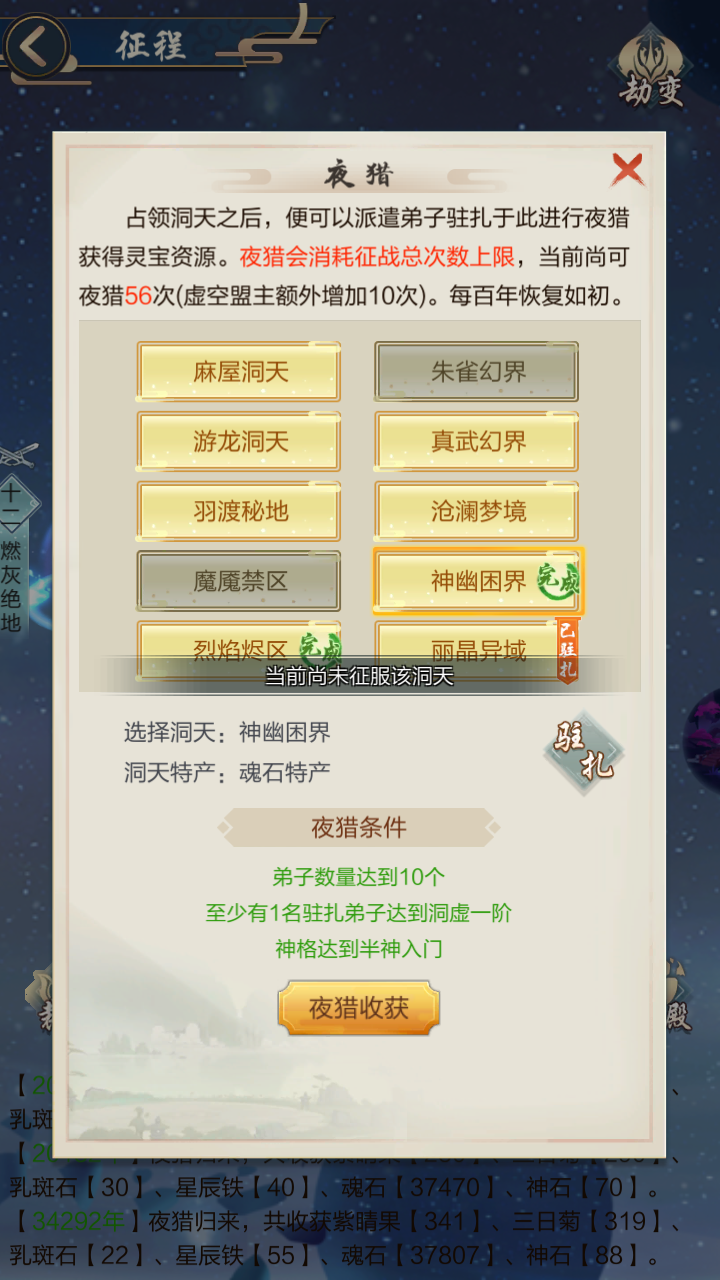 征程
劫变
夜猎
占领洞天之后，便可以派遣弟子驻扎于此进行夜猎
获得灵宝资源。夜猎会消耗征战总次数上限，当前尚可
夜猎56次(虚空盟主额外增加10次)。每百年恢复如初。
麻屋洞天
朱雀幻界
游龙洞天
真武幻界
羽渡秘地
沧澜梦境
魔魇禁区
神幽困界 完成
烈焰烬区 完成
丽晶异域 已驻扎
十二 燃灰绝地
当前尚未征服该洞天
选择洞天：神幽困界
洞天特产：魂石特产
驻扎
夜猎条件
弟子数量达到10个
至少有1名驻扎弟子达到洞虚一阶
神格达到半神入门
夜猎收获
殿
【20
乳斑
【2
乳斑石【30】、星辰铁【40】、魂石【37470】、神石【70】。
【34292年】夜猎归来，共收获紫睛果【341】、三日菊【319】、
乳斑石【22】、星辰铁【55】、魂石【37807】、神石【88】。